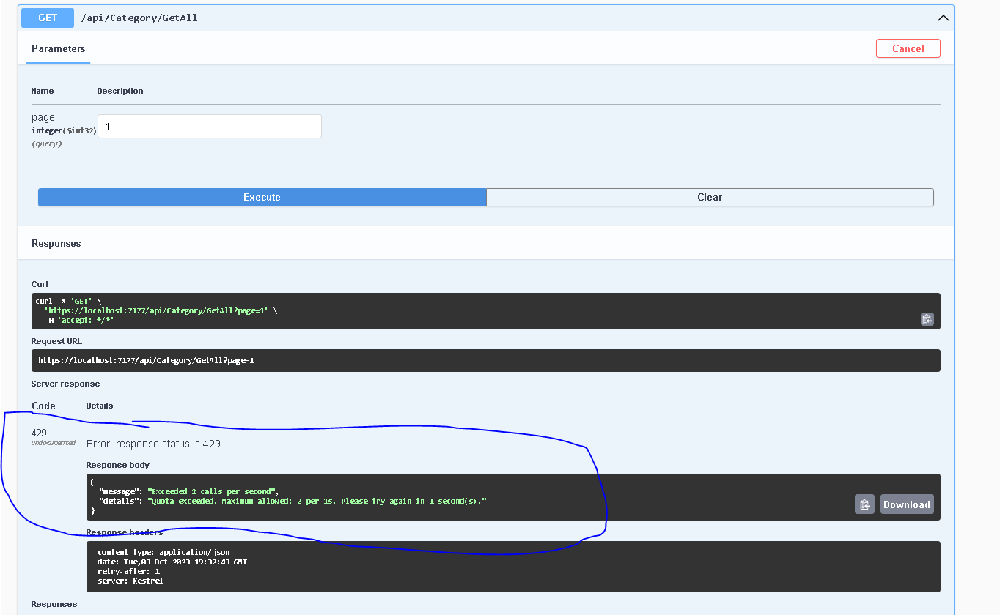 GET /api/Category/GetAll
Parameters
Cancel
Name Description
page
integer($int32)
(query)
1
Execute Clear
Responses
Curl
curl -X 'GET' \
'https://localhost:7177/api/Category/GetAll?page=1' \
-H 'accept: */*'
Request URL
https://localhost:7177/api/Category/GetAll?page=1
Server response
Code Details
429
Undocumented
Error: response status is 429
Response body
{
"message": "Exceeded 2 calls per second",
"details": "Quota exceeded. Maximum allowed: 2 per 1s. Please try again in 1 second(s)."
}
Download
Response headers
content-type: application/json
date: Tue,03 Oct 2023 19:32:43 GMT
retry-after: 1
server: Kestrel
Responses